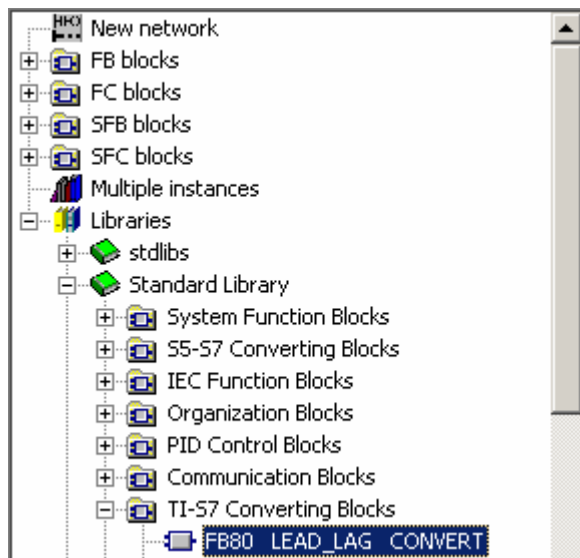 New network
FB blocks
FC blocks
SFB blocks
SFC blocks
Multiple instances
Libraries
stdlibs
Standard Library
System Function Blocks
S5-S7 Converting Blocks
IEC Function Blocks
Organization Blocks
PID Control Blocks
Communication Blocks
TI-S7 Converting Blocks
FB80 LEAD_LAG CONVERT